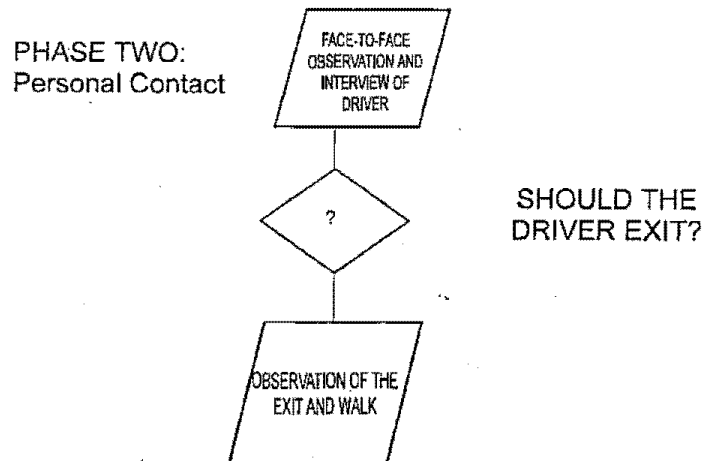 PHASE TWO:
Personal Contact
FACE-TO-FACE
OBSERVATION AND
INTERVIEW OF
DRIVER
?
SHOULD THE
DRIVER EXIT?
OBSERVATION OF THE
EXIT AND WALK